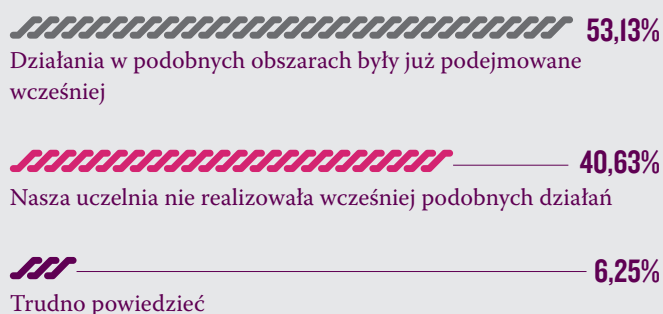 53,13%
Działania w podobnych obszarach były już podejmowane
wcześniej
40,63%
Nasza uczelnia nie realizowała wcześniej podobnych działań
6,25%
Trudno powiedzieć